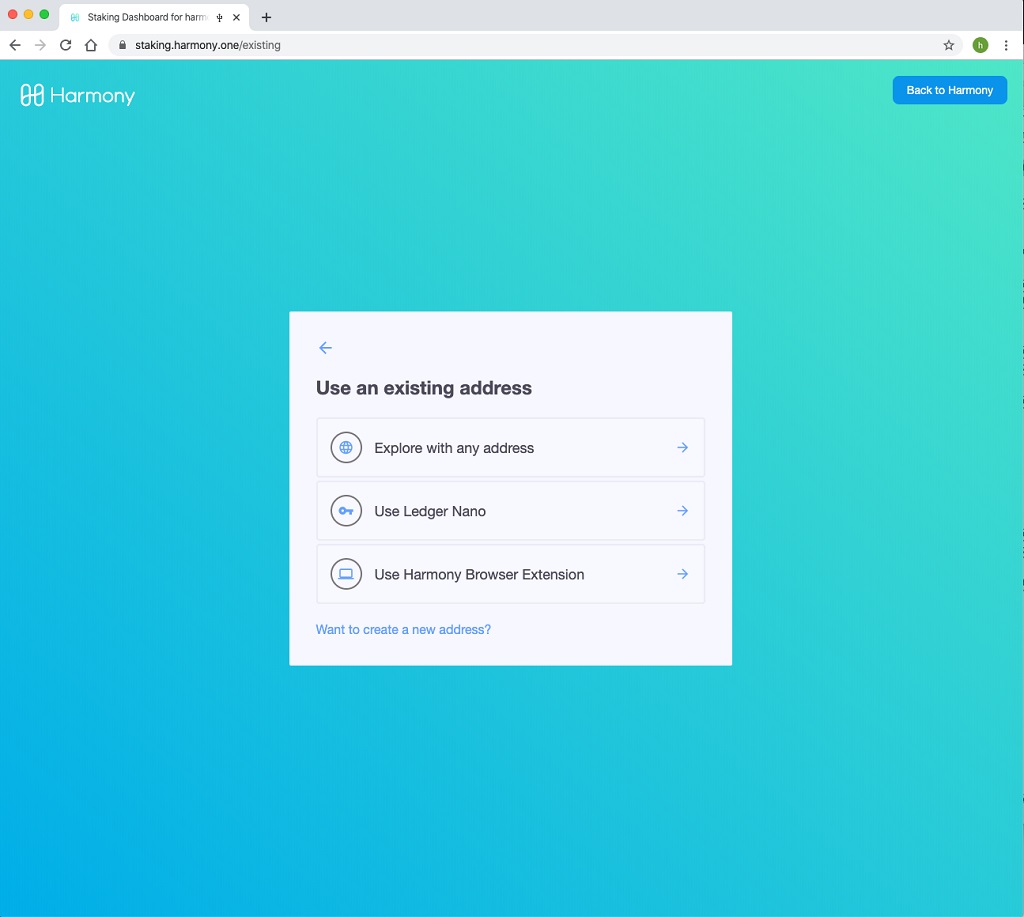 Staking Dashboard for harm
staking.harmony.one/existing
h
Harmony
Back to Harmony
Use an existing address
Explore with any address
Use Ledger Nano
Use Harmony Browser Extension
Want to create a new address?